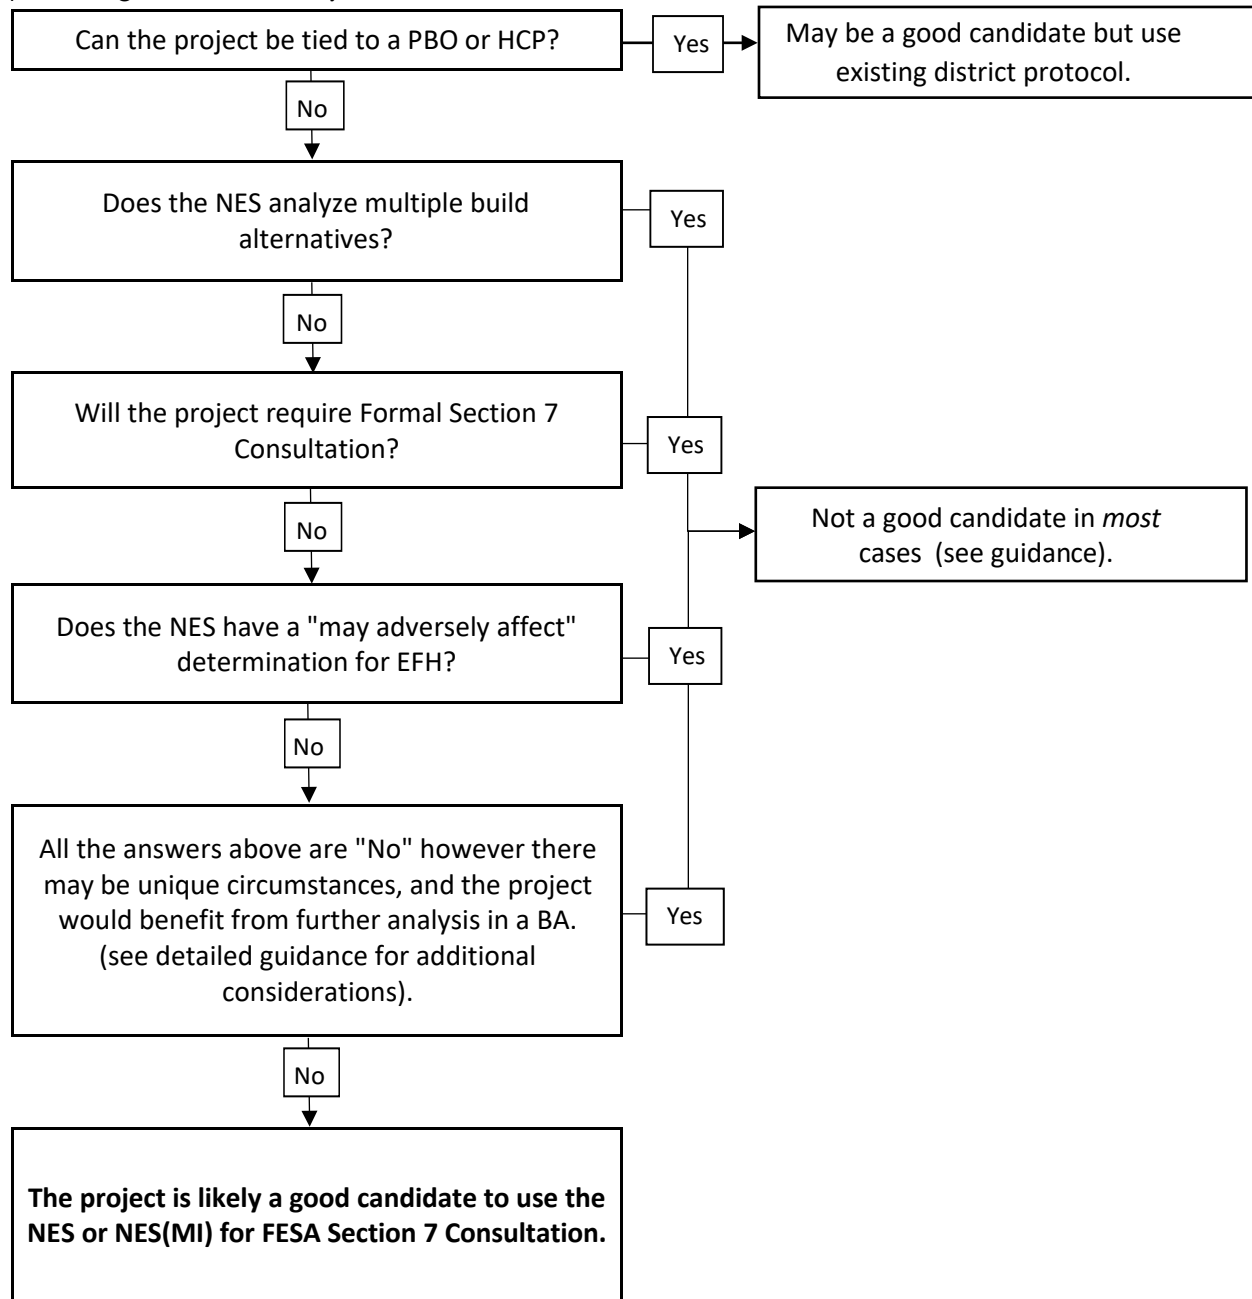 Can the project be tied to a PBO or HCP?
Yes
May be a good candidate but use
existing district protocol.
No
Does the NES analyze multiple build
alternatives?
Yes
No
Will the project require Formal Section 7
Consultation?
Yes
No
Not a good candidate in most
cases (see guidance).
Does the NES have a "may adversely affect"
determination for EFH?
Yes
No
All the answers above are "No" however there
may be unique circumstances, and the project
would benefit from further analysis in a BA.
(see detailed guidance for additional
considerations).
Yes
No
The project is likely a good candidate to use the
NES or NES(MI) for FESA Section 7 Consultation.